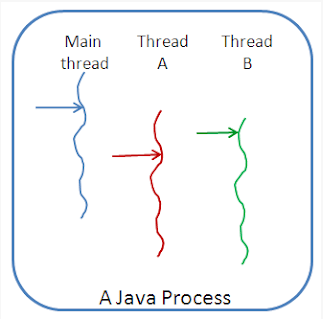 Main Thread Thread
thread A B
A Java Process